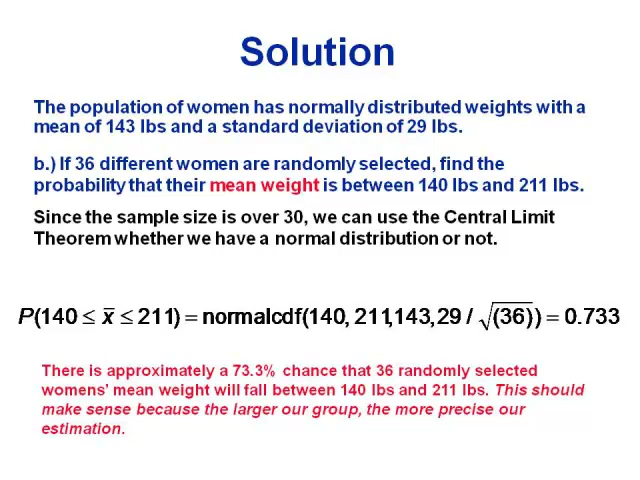 Solution
The population of women has normally distributed weights with a
mean of 143 lbs and a standard deviation of 29 lbs.
b.) If 36 different women are randomly selected, find the
probability that their mean weight is between 140 lbs and 211 lbs.
Since the sample size is over 30, we can use the Central Limit
Theorem whether we have a normal distribution or not.
P(140 ≤ x̄ ≤ 211) = normalcdf(140, 211,143,29 / √(36)) = 0.733
There is approximately a 73.3% chance that 36 randomly selected
womens' mean weight will fall between 140 lbs and 211 lbs. This should
make sense because the larger our group, the more precise our
estimation.